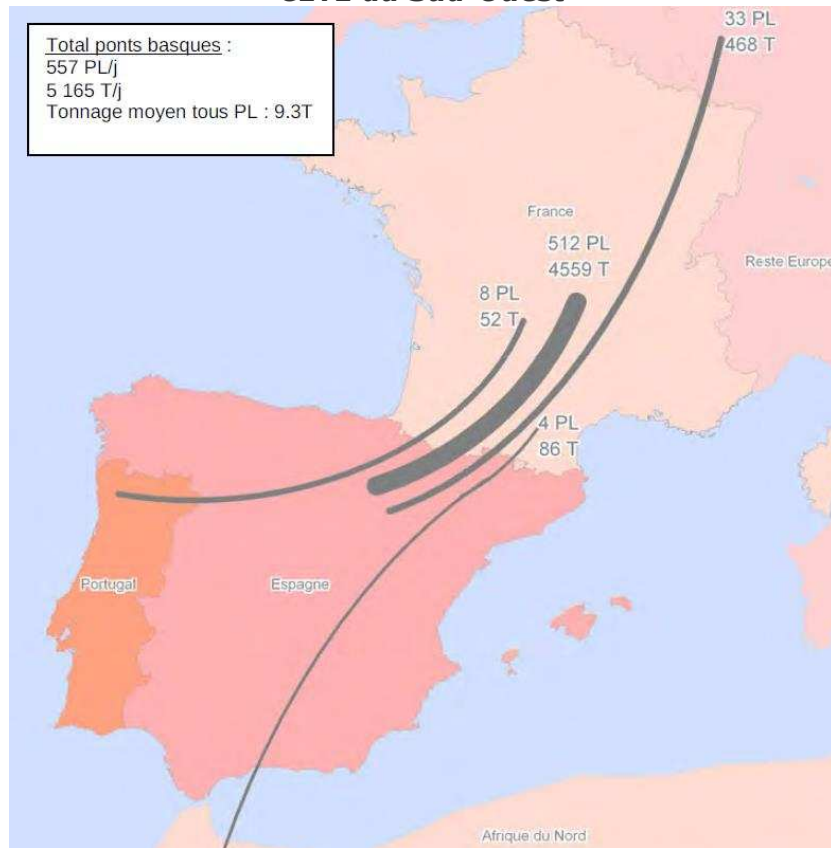 Total ponts basques :
557 PL/j
5 165 T/j
Tonnage moyen tous PL : 9.3T
33 PL
468 T
France
512 PL
4559 T
Reste Europe
8 PL
52 T
4 PL
86 T
Portugal
Espagne
Afrique du Nord